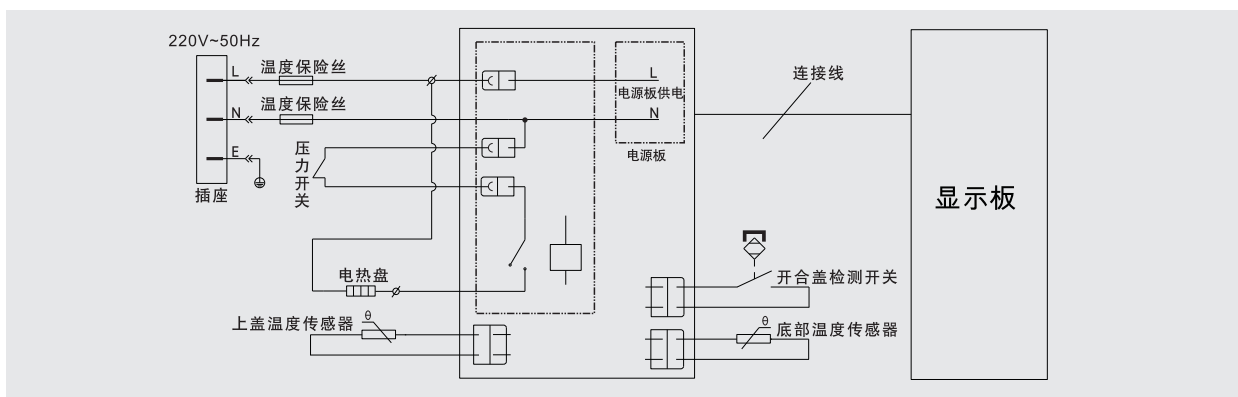 220V~50Hz
L
温度保险丝
N
温度保险丝
E
插座
压力开关
L
电源板供电
N
电源板
连接线
显示板
电热盘
上盖温度传感器
θ
开合盖检测开关
θ
底部温度传感器